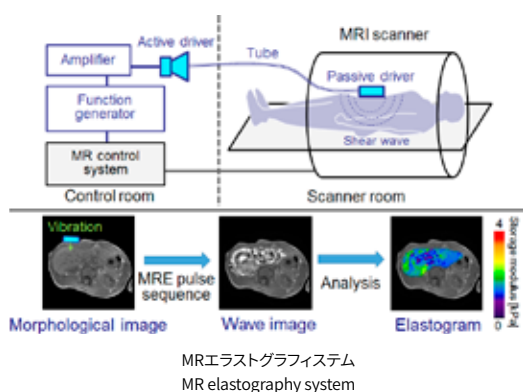 Active driver
MRI scanner
Amplifier
Tube
Passive driver
Function
generator
MR control
system
Shear wave
Control room
Scanner room
Vibration
MRE pulse
sequence
Analysis
4
0
Storage modulus [kPa]
Morphological image
Wave image
Elastogram
MRエラストグラフィステム
MR elastography system